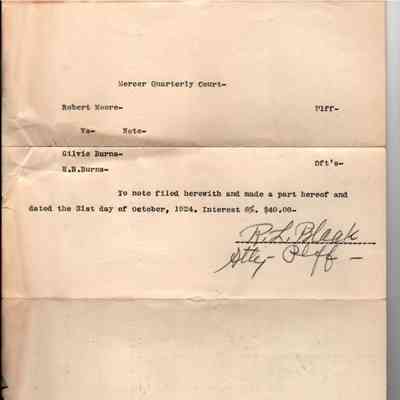 Mercer Quarterly Court-
Robert Moore- Plff-
Vs- Note-
Gilvie Burns-
H.B.Burns- Dft's-
To note filed herewith and made a part hereof and
dated the 31st day of October, 1924. Interest 6%. $40.00-
R. L. Black
Atty- Plff -